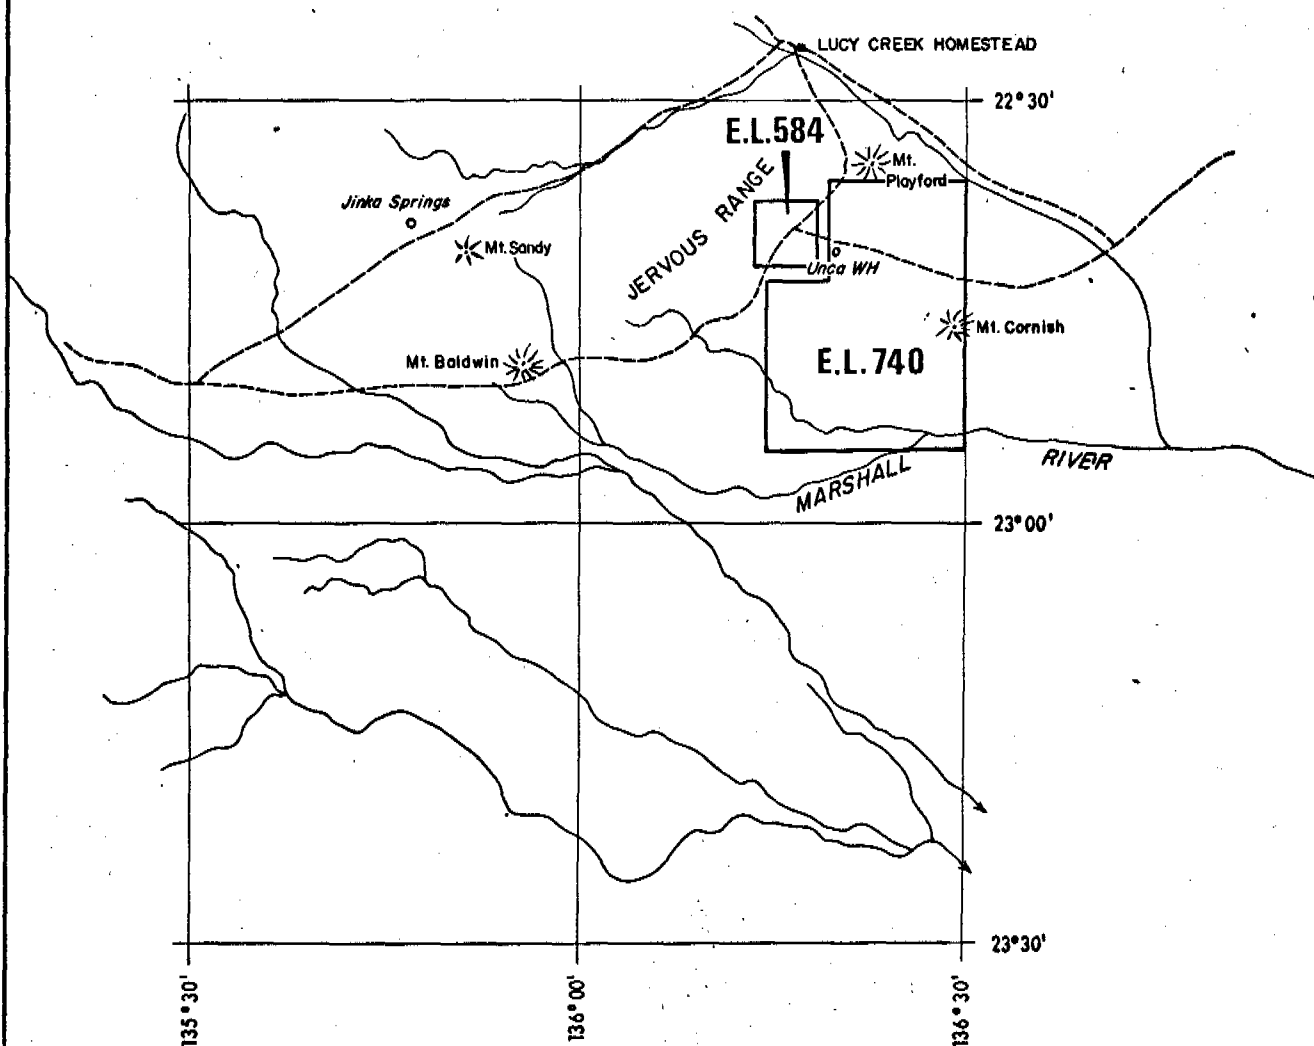 LUCY CREEK HOMESTEAD
22°30'
E.L.584
Mt.
Playford
JERVOUS RANGE
Jinka Springs
Mt. Sandy
Unca WH
Mt. Cornish
Mt. Baldwin
E.L.740
MARSHALL
RIVER
23°00'
23°30'
135°30'
136°00'
136°30'